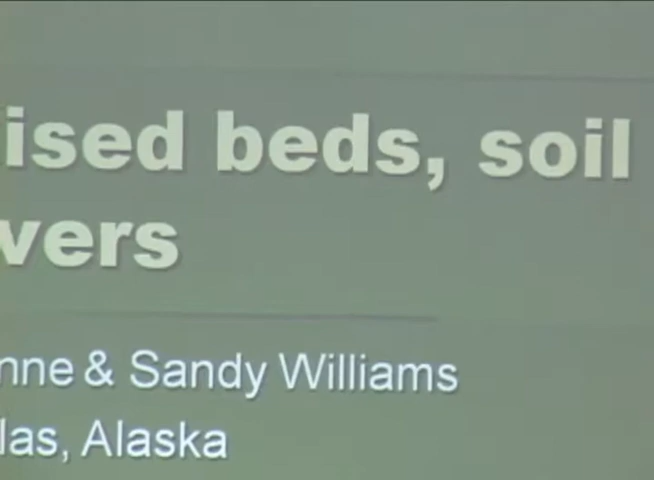 ised beds, soil
vers
nne & Sandy Williams
las, Alaska